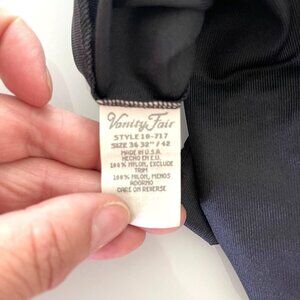 Vanity Fair
STYLE 10-717
SIZE 36 32"/42
MADE IN U.S.A.
HECHO EN E.U.
100% NYLON, EXCLUDE
TRIM
100% NILON, MENOS
ADORNO
CARE ON REVERSE